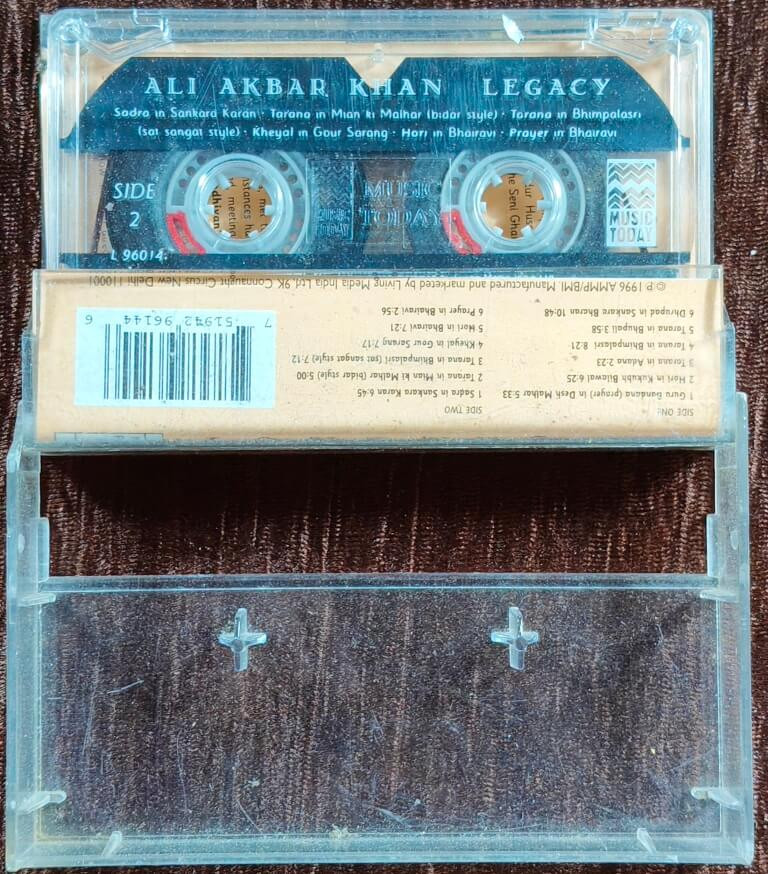 ALI AKBAR KHAN LEGACY
Sadra in Sankara Karan · Tarana in Mian ki Malhar (bidar style) · Tarana in Bhimpalasri
(sat sangat style) · Kheyal in Gour Sarang · Hori in Bhairavi · Prayer in Bhairavi
SIDE
2
MUSIC
TODAY
MUSIC
TODAY
MUSIC
TODAY
L 96014
SIDE ONE
1 Guru Bandana (prayer) in Desh Malhar 5:33
2 Hori in Kukubh Bilawat 6:25
3 Tarana in Adana 2:23
4 Tarana in Bhimpalasri 8:21
5 Tarana in Bhupali 3:58
6 Dhrupad in Sankara Bharan 10:48
SIDE TWO
1 Sadra in Sankara Karan 6:45
2 Tarana in Mian ki Malhar (bidar style) 5:00
3 Tarana in Bhimpalasri (sat sangat style) 7:12
4 Kheyal in Gour Sarang 7:17
5 Hori in Bhairavi 7:21
6 Prayer in Bhairavi 2:56
7 51942 96144 6
© P 1996 AMMP/BMI Manufactured and marketed by Living Media India Ltd, 9K Connaught Circus New Delhi 110001